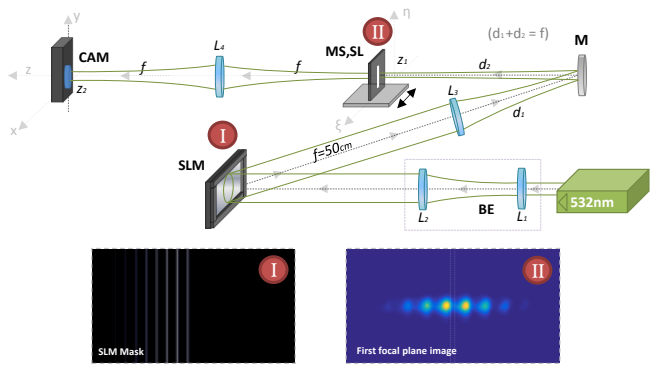 y
η
II
(d₁+d₂ = f)
CAM
L₄
MS,SL
z₁
M
z
f
f
d₂
z₂
x
ξ
L₃
d₁
I
f=50cm
SLM
532nm
L₂
BE
L₁
I
II
SLM Mask
First focal plane image